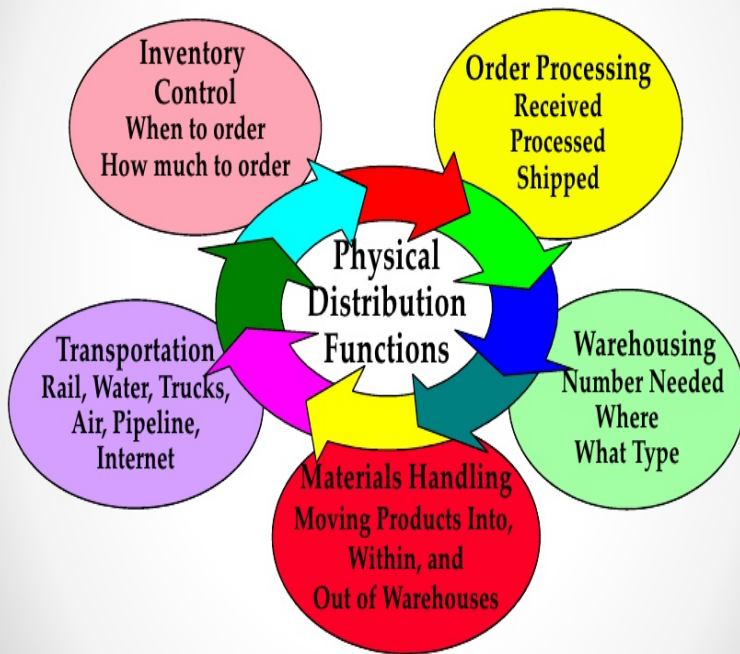 Inventory
Control
When to order
How much to order
Order Processing
Received
Processed
Shipped
Physical
Distribution
Functions
Transportation
Rail, Water, Trucks,
Air, Pipeline,
Internet
Warehousing
Number Needed
Where
What Type
Materials Handling
Moving Products Into,
Within, and
Out of Warehouses